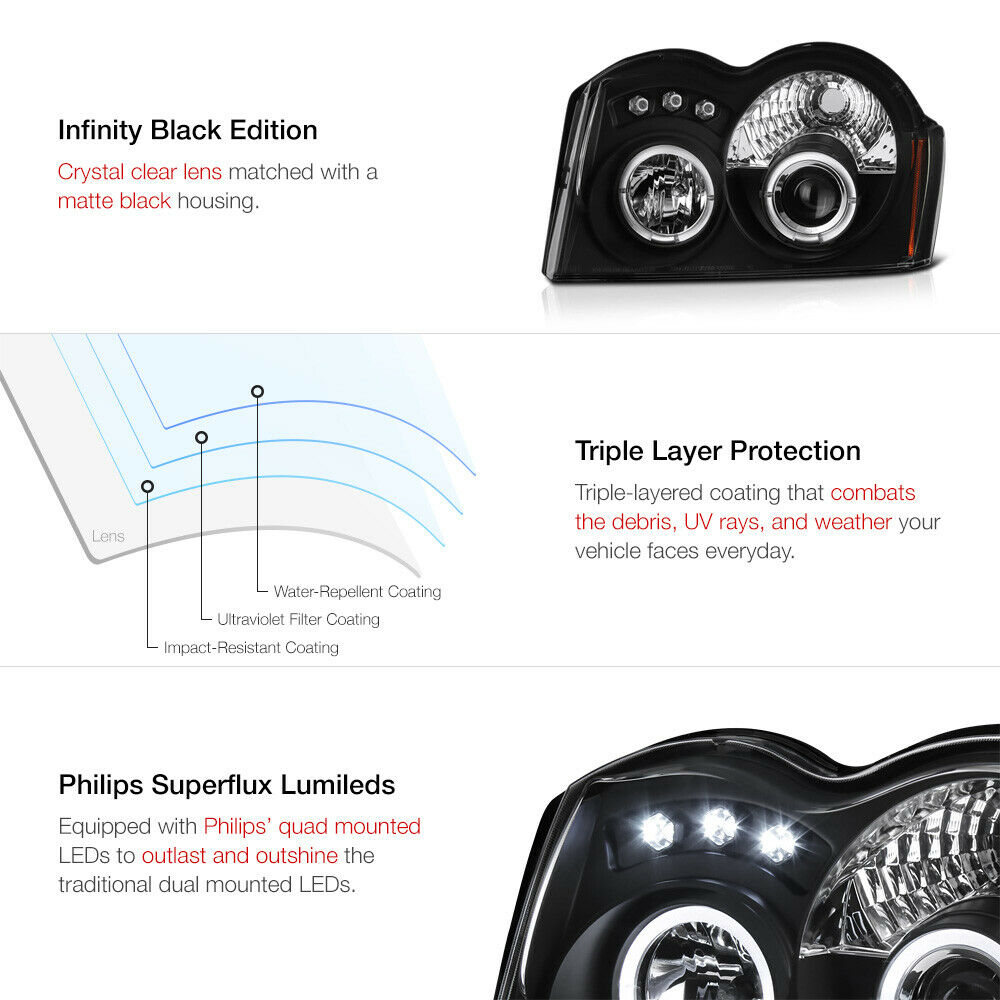 Infinity Black Edition
Crystal clear lens matched with a
matte black housing.
Triple Layer Protection
Triple-layered coating that combats
the debris, UV rays, and weather your
vehicle faces everyday.
Lens
Water-Repellent Coating
Ultraviolet Filter Coating
Impact-Resistant Coating
Philips Superflux Lumileds
Equipped with Philips’ quad mounted
LEDs to outlast and outshine the
traditional dual mounted LEDs.